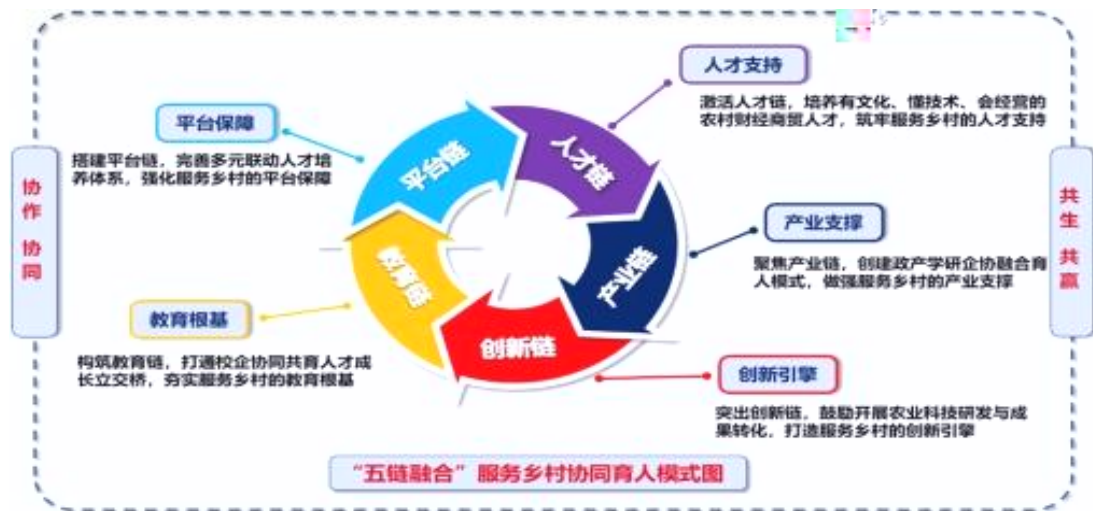 人才支持
激活人才链，培养有文化、懂技术、会经营的
农村财经商贸人才，筑牢服务乡村的人才支持
平台保障
搭建平台链，完善多元联动人才培
养体系，强化服务乡村的平台保障
平台链
人才链
产业链
创新链
教育链
协作 协同
共生 共赢
产业支撑
聚焦产业链，创建政产学研企协融合育
人模式，做强服务乡村的产业支撑
教育根基
构筑教育链，打通校企协同共育人才成
长立交桥，夯实服务乡村的教育根基
创新引擎
突出创新链，鼓励开展农业科技研发与成
果转化，打造服务乡村的创新引擎
“五链融合”服务乡村协同育人模式图